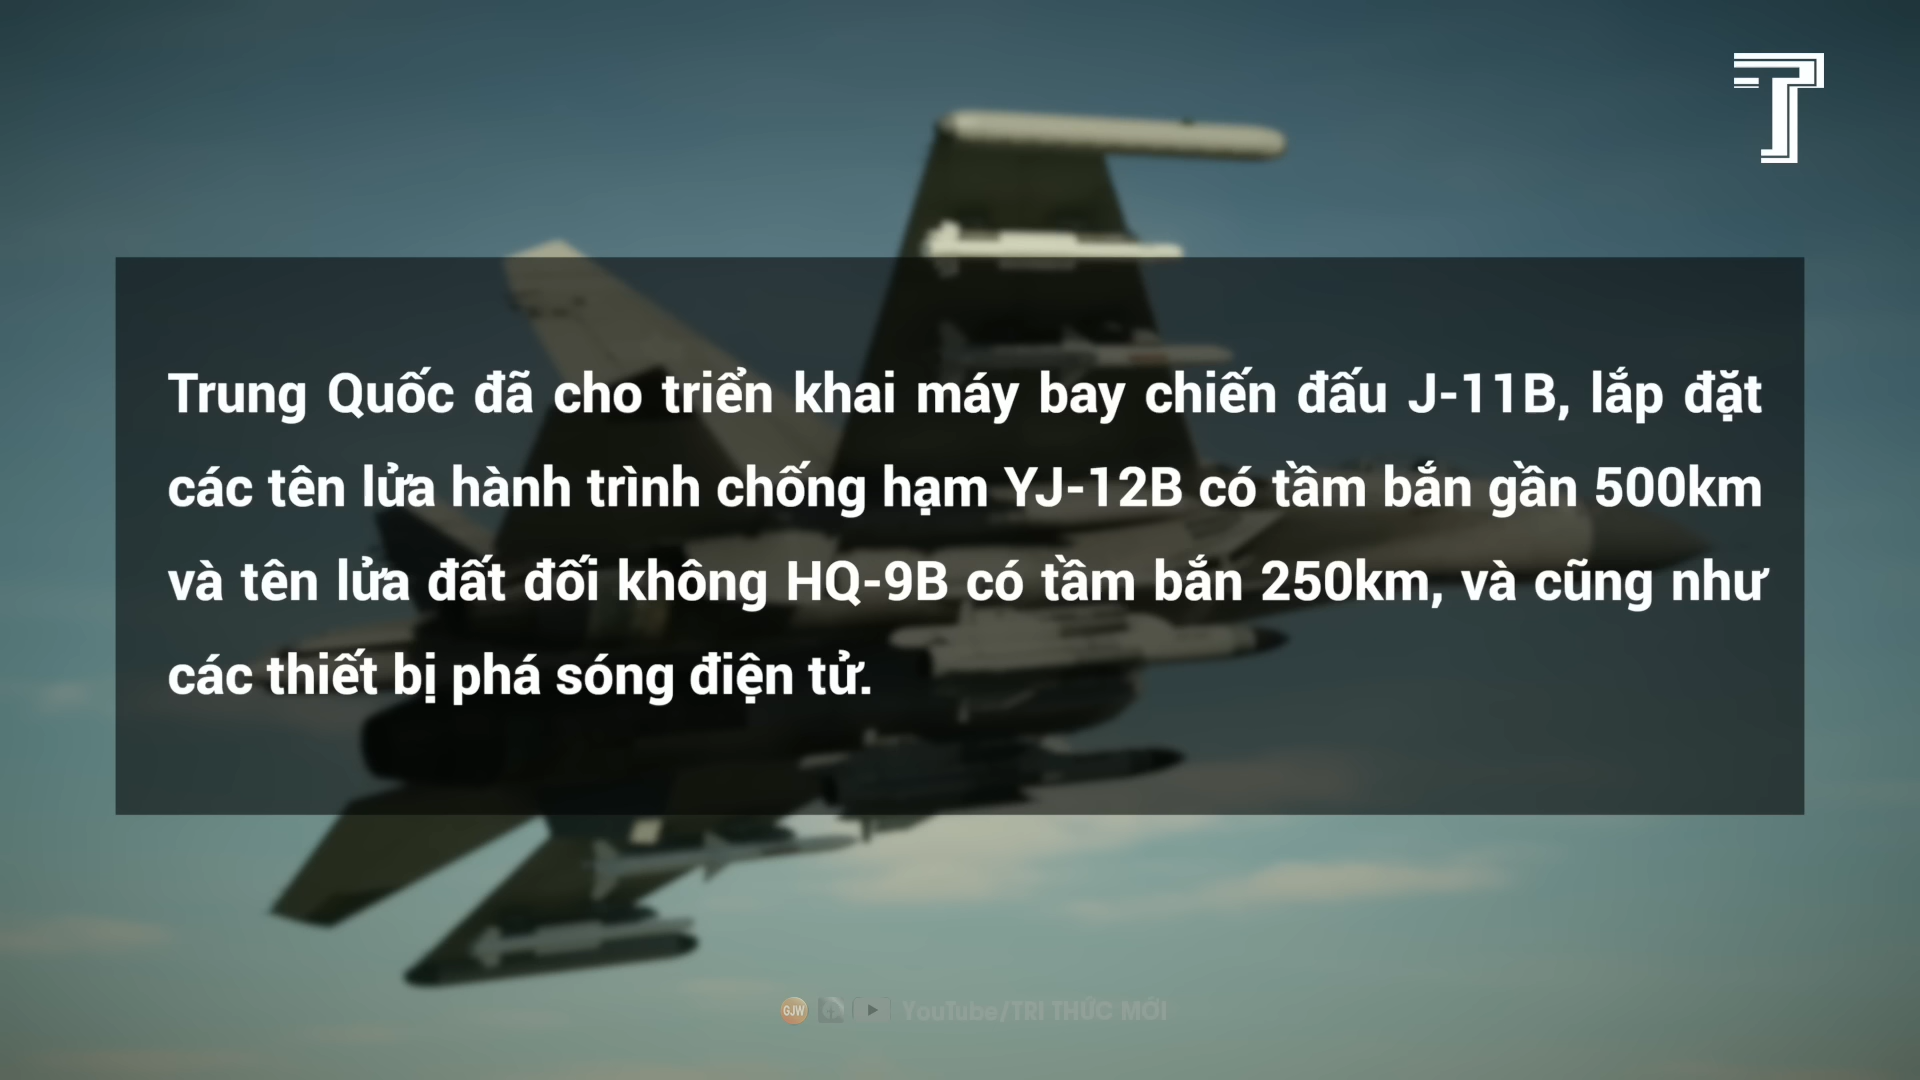 Trung Quốc đã cho triển khai máy bay chiến đấu J-11B, lắp đặt
các tên lửa hành trình chống hạm YJ-12B có tầm bắn gần 500km
và tên lửa đất đối không HQ-9B có tầm bắn 250km, và cũng như
các thiết bị phá sóng điện tử.
GJW YouTube/TRI THỨC MỚI